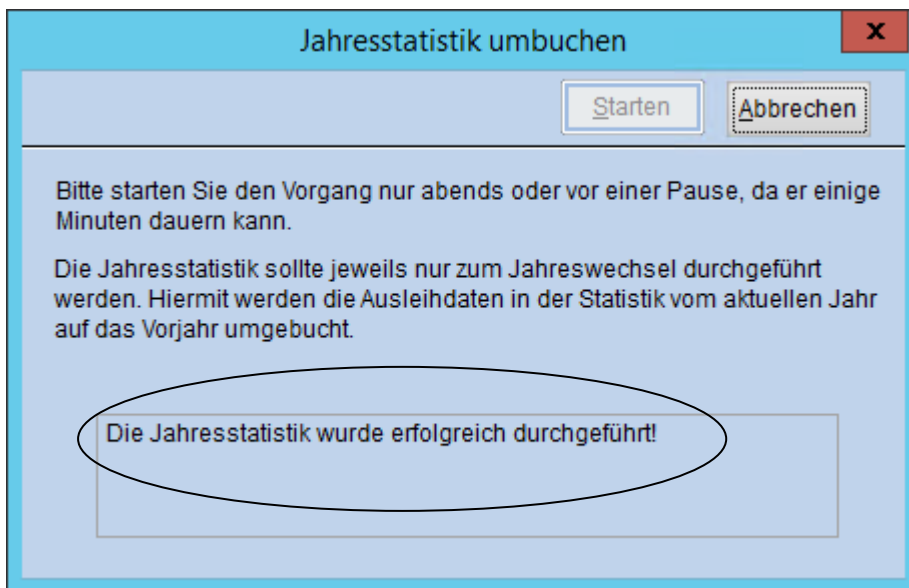 Jahresstatistik umbuchen
x
Starten
Abbrechen
Bitte starten Sie den Vorgang nur abends oder vor einer Pause, da er einige
Minuten dauern kann.
Die Jahresstatistik sollte jeweils nur zum Jahreswechsel durchgeführt
werden. Hiermit werden die Ausleihdaten in der Statistik vom aktuellen Jahr
auf das Vorjahr umgebucht.
Die Jahresstatistik wurde erfolgreich durchgeführt!